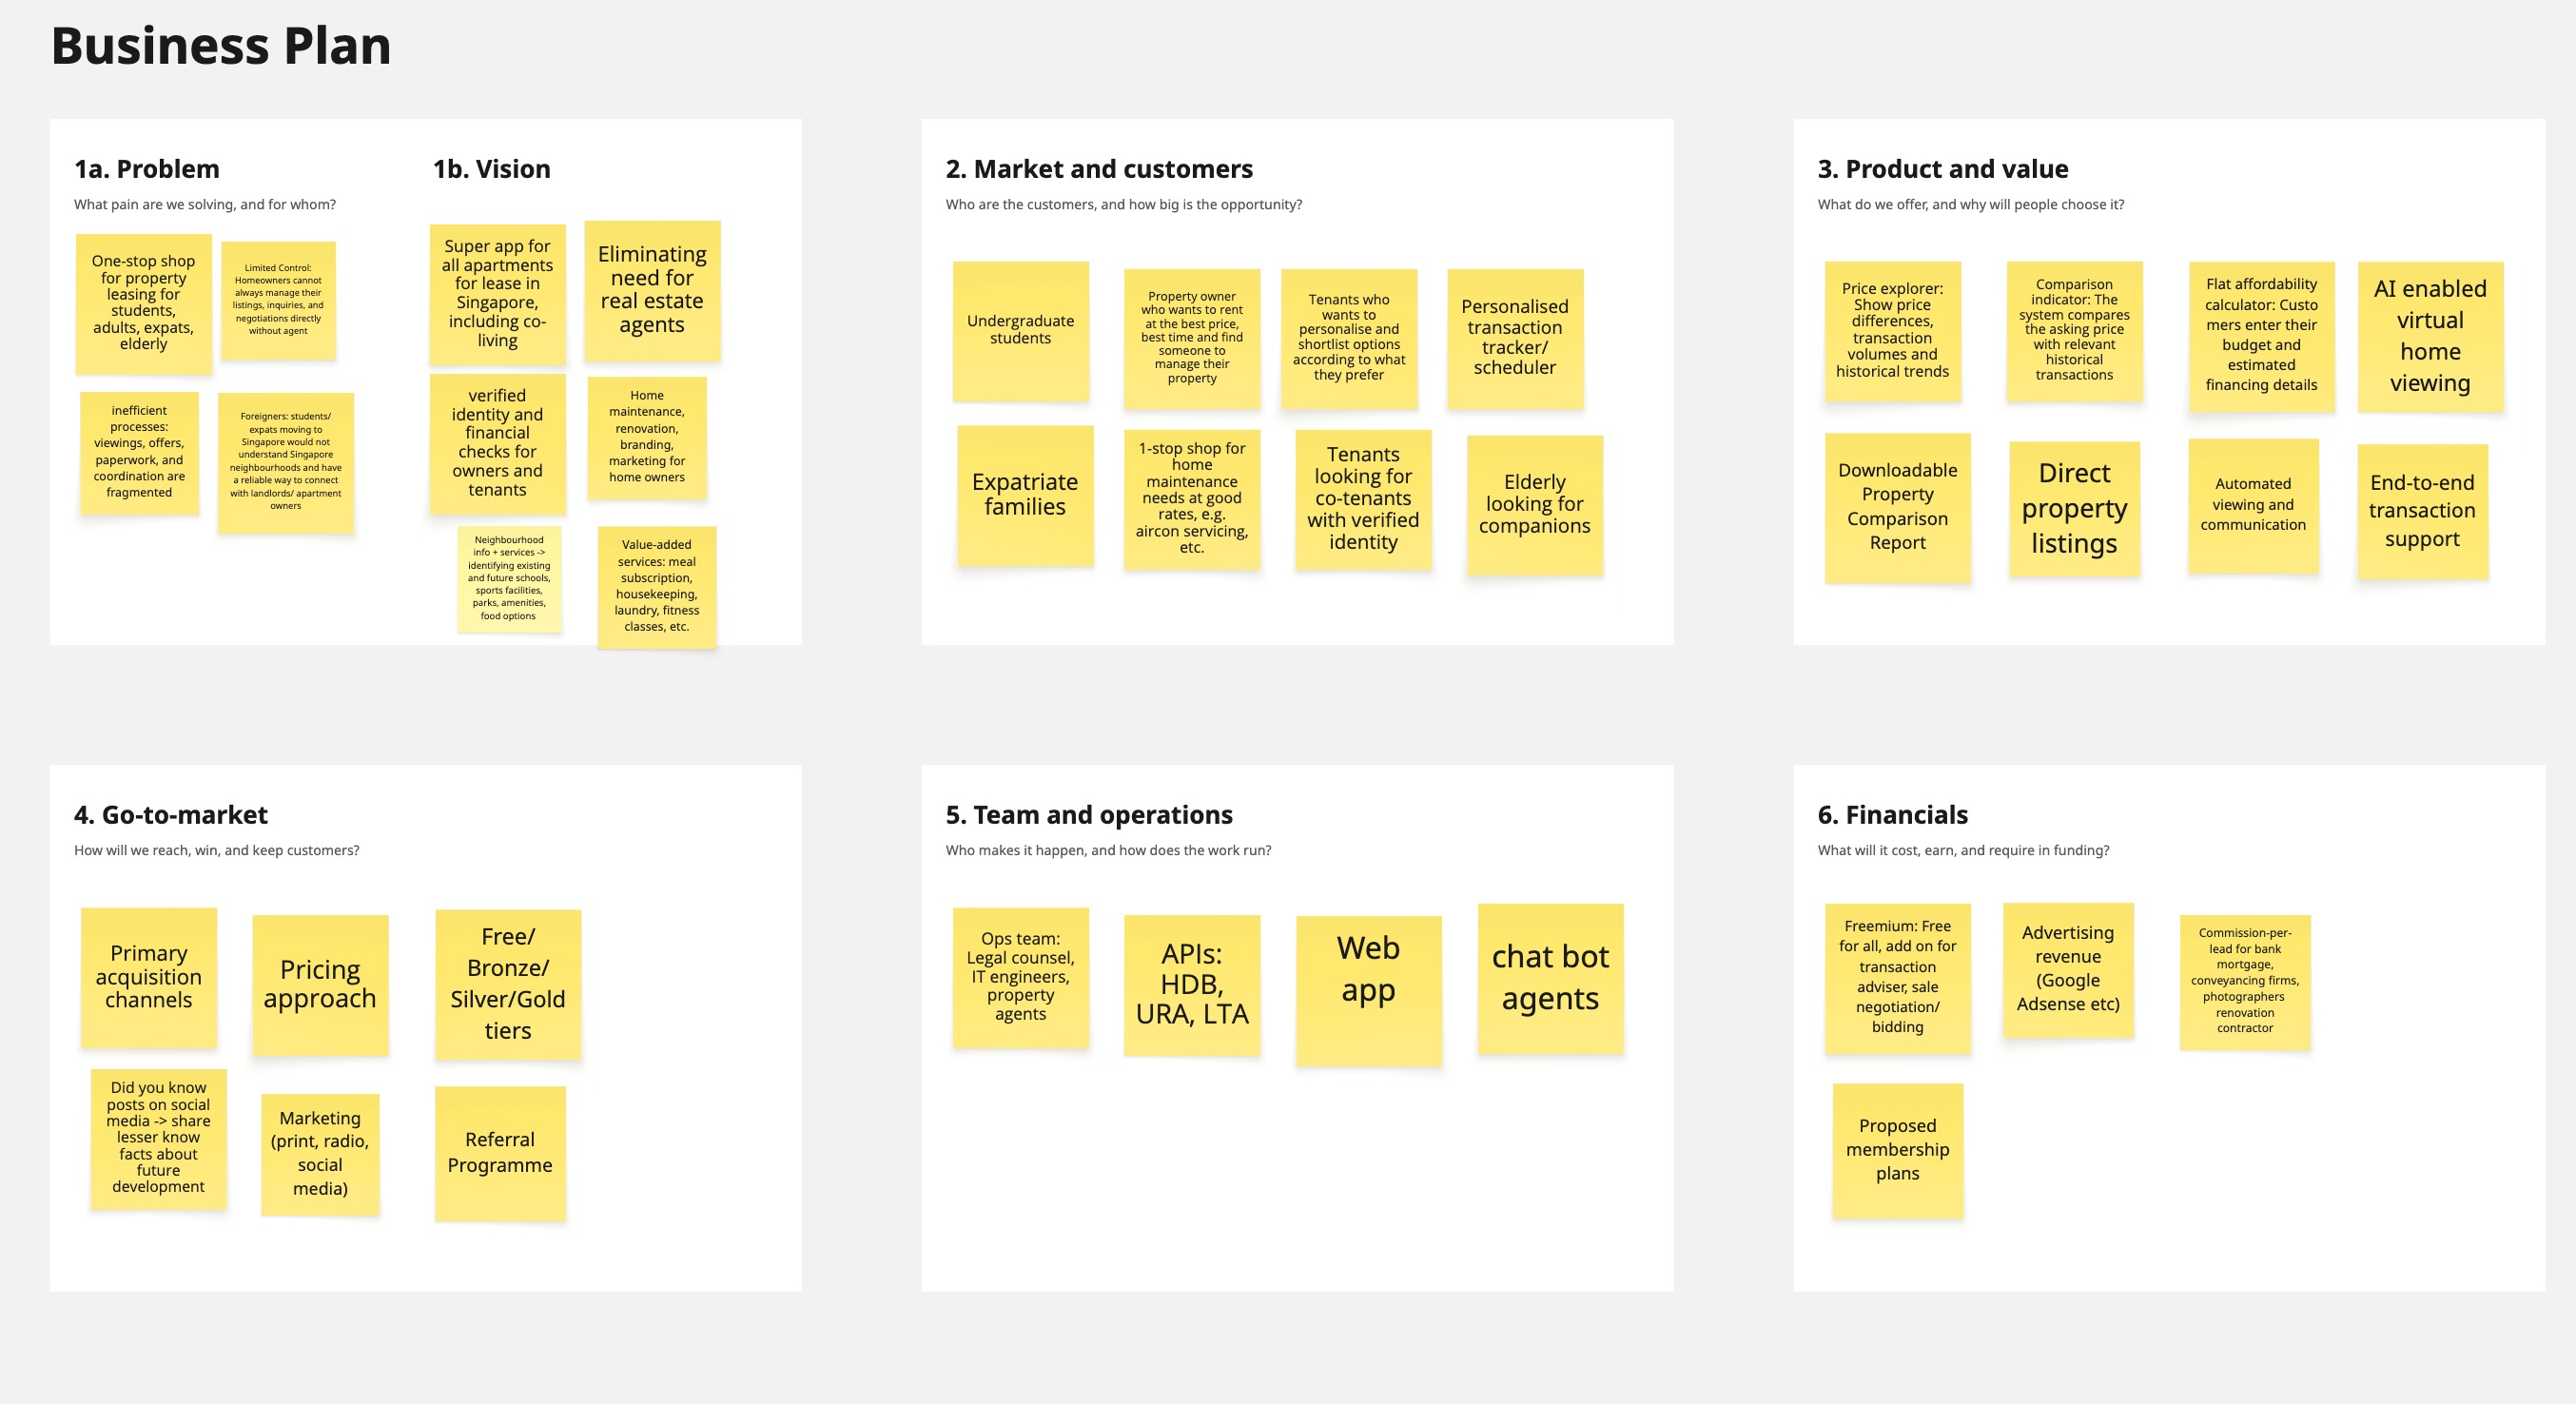 Business Plan
1a. Problem
What pain are we solving, and for whom?
One-stop shop
for property
leasing for
students,
adults, expats,
elderly
Limited Control:
Homeowners cannot
always manage their
listings, inquiries, and
negotiations directly
without agent
inefficient
processes:
viewings, offers,
paperwork, and
coordination are
fragmented
Foreigners: students/
expats moving to
Singapore would not
understand Singapore
neighbourhoods and have
a reliable way to connect
with landlords/ apartment
owners
1b. Vision
Super app for
all apartments
for lease in
Singapore,
including co-
living
Eliminating
need for
real estate
agents
verified
identity and
financial
checks for
owners and
tenants
Home
maintenance,
renovation,
branding,
marketing for
home owners
Neighbourhood
info + services ->
identifying existing
and future schools,
sports facilities,
parks, amenities,
food options
Value-added
services: meal
subscription,
housekeeping,
laundry, fitness
classes, etc.
2. Market and customers
Who are the customers, and how big is the opportunity?
Undergraduate
students
Property owner
who wants to rent
at the best price,
best time and find
someone to
manage their
property
Tenants who
wants to
personalise and
shortlist options
according to what
they prefer
Personalised
transaction
tracker/
scheduler
Expatriate
families
1-stop shop for
home
maintenance
needs at good
rates, e.g.
aircon servicing,
etc.
Tenants
looking for
co-tenants
with verified
identity
Elderly
looking for
companions
3. Product and value
What do we offer, and why will people choose it?
Price explorer:
Show price
differences,
transaction
volumes and
historical trends
Comparison
indicator: The
system compares
the asking price
with relevant
historical
transactions
Flat affordability
calculator: Custo
mers enter their
budget and
estimated
financing details
AI enabled
virtual
home
viewing
Downloadable
Property
Comparison
Report
Direct
property
listings
Automated
viewing and
communication
End-to-end
transaction
support
4. Go-to-market
How will we reach, win, and keep customers?
Primary
acquisition
channels
Pricing
approach
Free/
Bronze/
Silver/Gold
tiers
Did you know
posts on social
media -> share
lesser know
facts about
future
development
Marketing
(print, radio,
social
media)
Referral
Programme
5. Team and operations
Who makes it happen, and how does the work run?
Ops team:
Legal counsel,
IT engineers,
property
agents
APIs:
HDB,
URA, LTA
Web
app
chat bot
agents
6. Financials
What will it cost, earn, and require in funding?
Freemium: Free
for all, add on for
transaction
adviser, sale
negotiation/
bidding
Advertising
revenue
(Google
Adsense etc)
Commission-per-
lead for bank
mortgage,
conveyancing firms,
photographers
renovation
contractor
Proposed
membership
plans